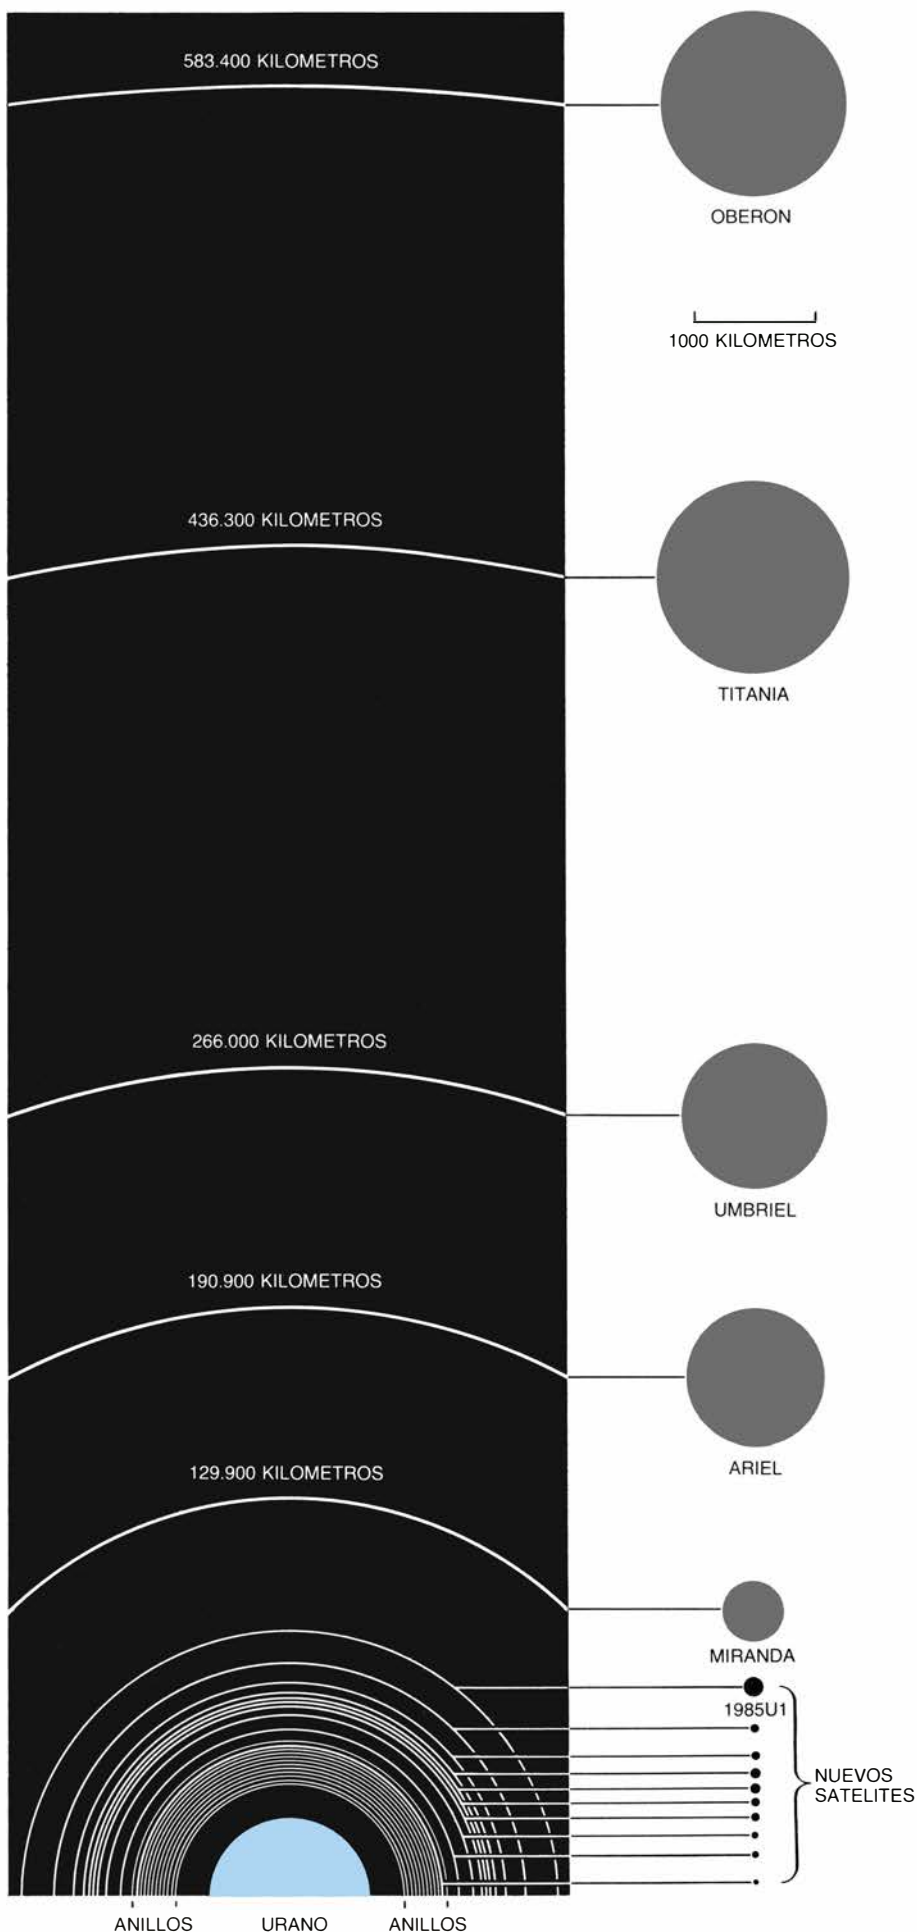 583.400 KILOMETROS
OBERON
1000 KILOMETROS
436.300 KILOMETROS
TITANIA
266.000 KILOMETROS
UMBRIEL
190.900 KILOMETROS
ARIEL
129.900 KILOMETROS
MIRANDA
1985U1
NUEVOS
SATELITES
ANILLOS URANO ANILLOS